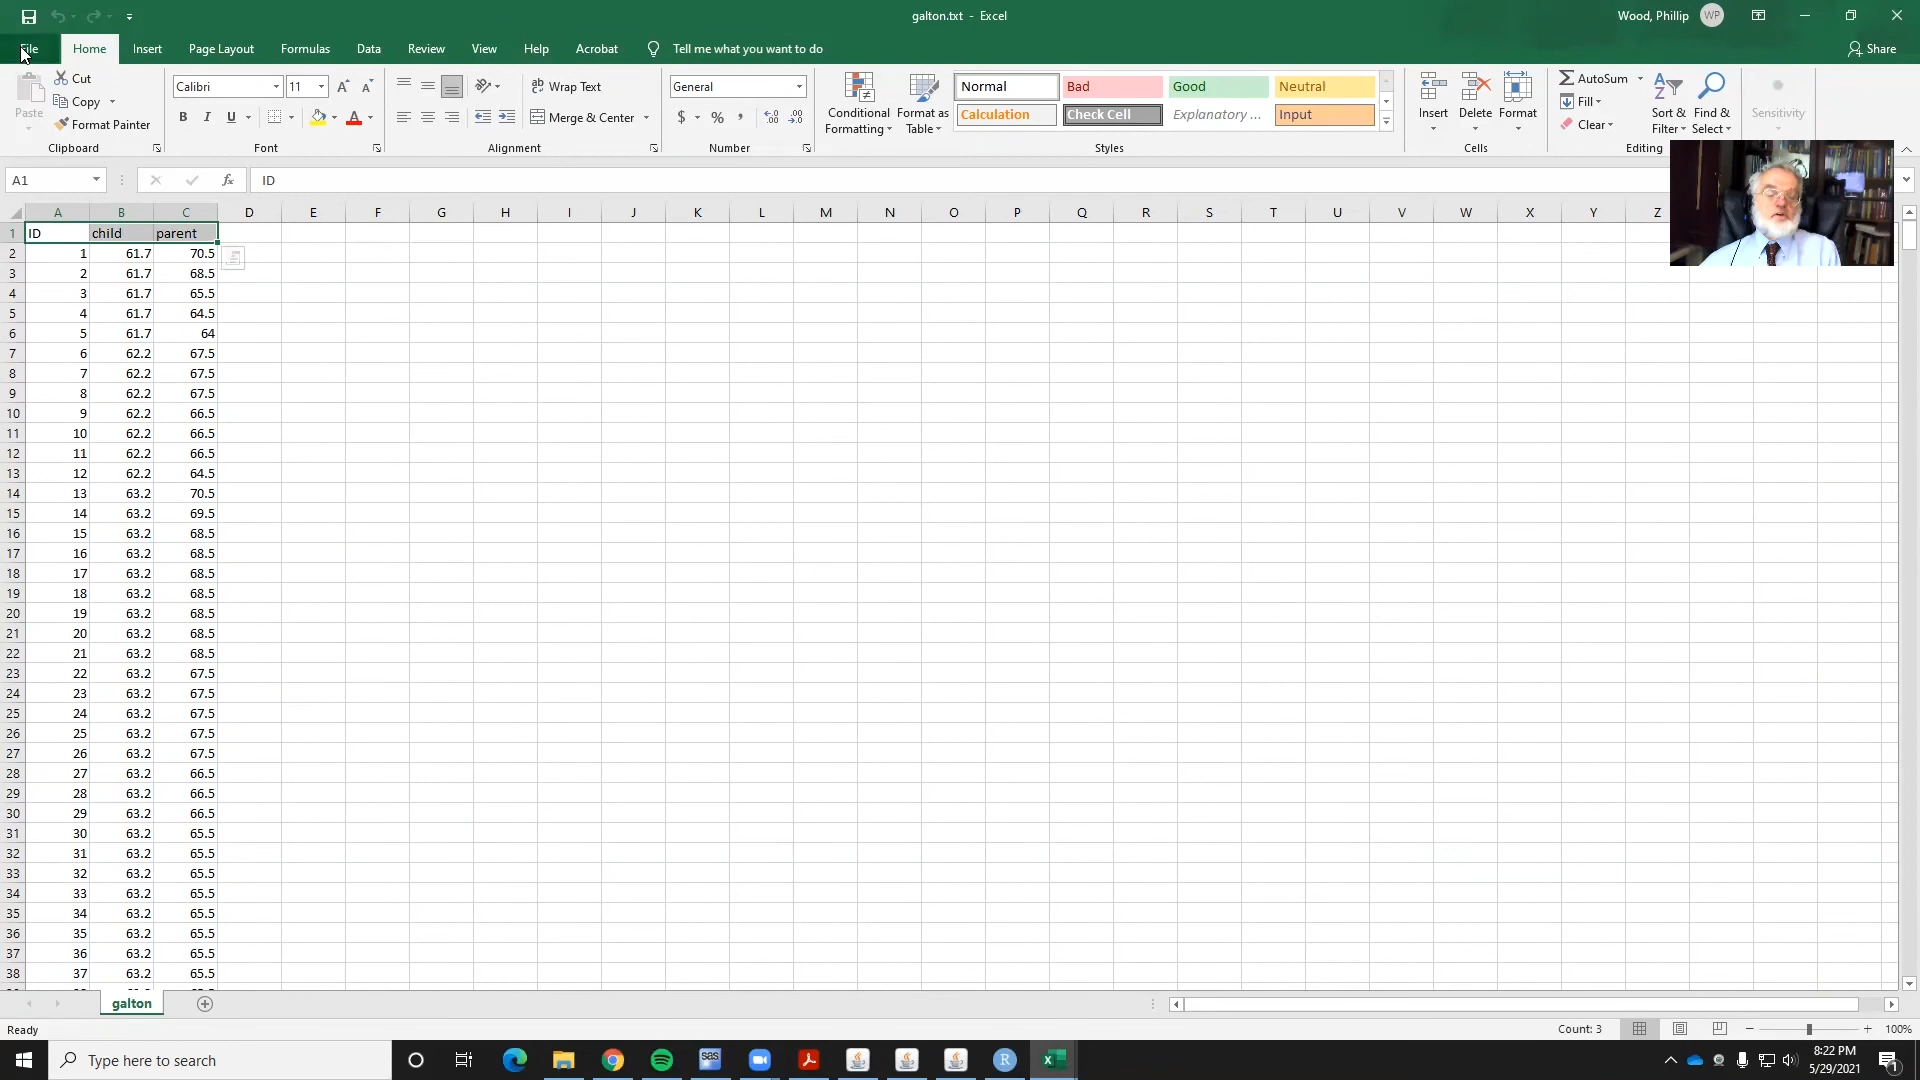 galton.txt - Excel
Wood, Phillip WP
File Home Insert Page Layout Formulas Data Review View Help Acrobat Tell me what you want to do Share
Paste
Cut
Copy
Format Painter
Clipboard
Calibri 11
B I U
Font
Wrap Text
Merge & Center
Alignment
General
$ % ,
Number
Conditional
Formatting
Format as
Table
Normal Bad Good Neutral
Calculation Check Cell Explanatory ... Input
Styles
Insert Delete Format
Cells
AutoSum
Fill
Clear
Sort &
Filter
Find &
Select
Editing
Sensitivity
A1 fx ID
A B C D E F G H I J K L M N O P Q R S T U V W X Y Z
1 ID child parent
2 1 61.7 70.5
3 2 61.7 68.5
4 3 61.7 65.5
5 4 61.7 64.5
6 5 61.7 64
7 6 62.2 67.5
8 7 62.2 67.5
9 8 62.2 67.5
10 9 62.2 66.5
11 10 62.2 66.5
12 11 62.2 66.5
13 12 62.2 64.5
14 13 63.2 70.5
15 14 63.2 69.5
16 15 63.2 68.5
17 16 63.2 68.5
18 17 63.2 68.5
19 18 63.2 68.5
20 19 63.2 68.5
21 20 63.2 68.5
22 21 63.2 68.5
23 22 63.2 67.5
24 23 63.2 67.5
25 24 63.2 67.5
26 25 63.2 67.5
27 26 63.2 67.5
28 27 63.2 66.5
29 28 63.2 66.5
30 29 63.2 66.5
31 30 63.2 65.5
32 31 63.2 65.5
33 32 63.2 65.5
34 33 63.2 65.5
35 34 63.2 65.5
36 35 63.2 65.5
37 36 63.2 65.5
38 37 63.2 65.5
galton
Ready
Count: 3
100%
Type here to search
sas
8:22 PM
5/29/2021
1